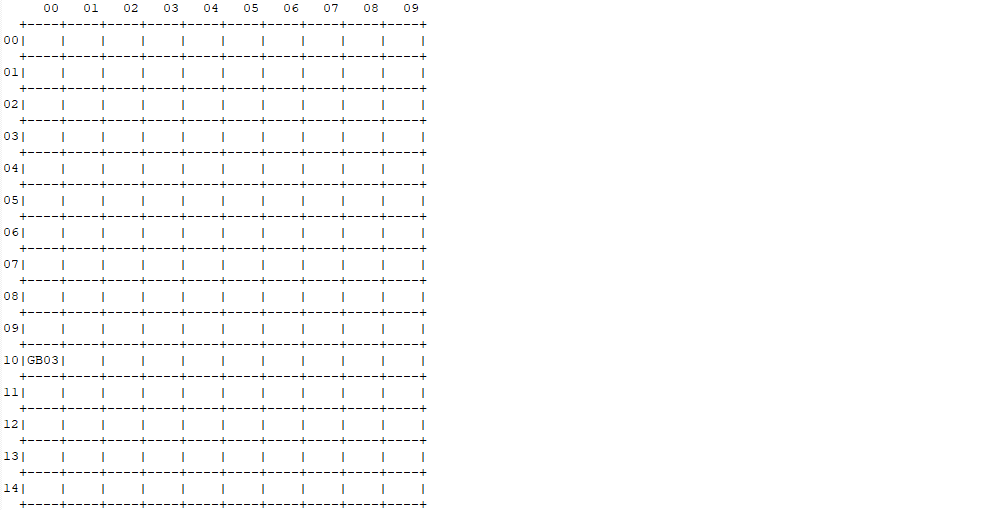 00   01   02   03   04   05   06   07   08   09
  +----+----+----+----+----+----+----+----+----+----+
00|    |    |    |    |    |    |    |    |    |    |
  +----+----+----+----+----+----+----+----+----+----+
01|    |    |    |    |    |    |    |    |    |    |
  +----+----+----+----+----+----+----+----+----+----+
02|    |    |    |    |    |    |    |    |    |    |
  +----+----+----+----+----+----+----+----+----+----+
03|    |    |    |    |    |    |    |    |    |    |
  +----+----+----+----+----+----+----+----+----+----+
04|    |    |    |    |    |    |    |    |    |    |
  +----+----+----+----+----+----+----+----+----+----+
05|    |    |    |    |    |    |    |    |    |    |
  +----+----+----+----+----+----+----+----+----+----+
06|    |    |    |    |    |    |    |    |    |    |
  +----+----+----+----+----+----+----+----+----+----+
07|    |    |    |    |    |    |    |    |    |    |
  +----+----+----+----+----+----+----+----+----+----+
08|    |    |    |    |    |    |    |    |    |    |
  +----+----+----+----+----+----+----+----+----+----+
09|    |    |    |    |    |    |    |    |    |    |
  +----+----+----+----+----+----+----+----+----+----+
10|GB03|    |    |    |    |    |    |    |    |    |
  +----+----+----+----+----+----+----+----+----+----+
11|    |    |    |    |    |    |    |    |    |    |
  +----+----+----+----+----+----+----+----+----+----+
12|    |    |    |    |    |    |    |    |    |    |
  +----+----+----+----+----+----+----+----+----+----+
13|    |    |    |    |    |    |    |    |    |    |
  +----+----+----+----+----+----+----+----+----+----+
14|    |    |    |    |    |    |    |    |    |    |
  +----+----+----+----+----+----+----+----+----+----+